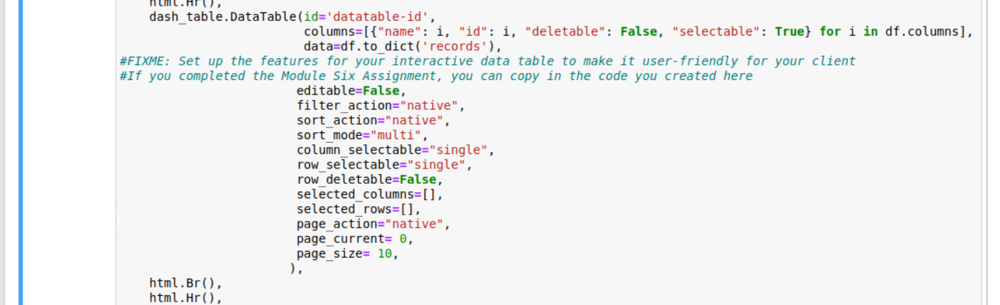 html.Hr(),
dash_table.DataTable(id='datatable-id',
columns=[{"name": i, "id": i, "deletable": False, "selectable": True} for i in df.columns],
data=df.to_dict('records'),
#FIXME: Set up the features for your interactive data table to make it user-friendly for your client
#If you completed the Module Six Assignment, you can copy in the code you created here
editable=False,
filter_action="native",
sort_action="native",
sort_mode="multi",
column_selectable="single",
row_selectable="single",
row_deletable=False,
selected_columns=[],
selected_rows=[],
page_action="native",
page_current= 0,
page_size= 10,
),
html.Br(),
html.Hr(),